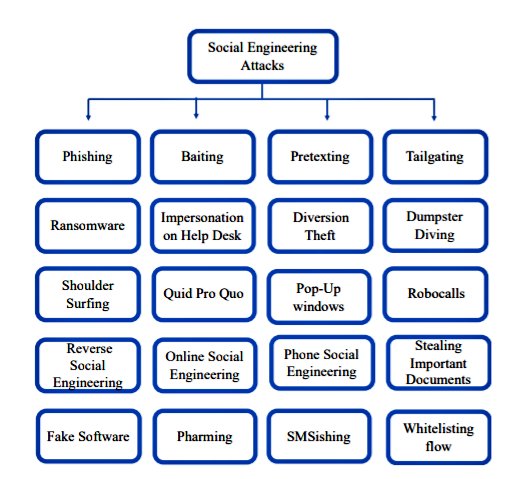 Social Engineering
Attacks
Phishing
Baiting
Pretexting
Tailgating
Ransomware
Impersonation
on Help Desk
Diversion
Theft
Dumpster
Diving
Shoulder
Surfing
Quid Pro Quo
Pop-Up
windows
Robocalls
Reverse
Social
Engineering
Online Social
Engineering
Phone Social
Engineering
Stealing
Important
Documents
Fake Software
Pharming
SMSishing
Whitelisting
flow